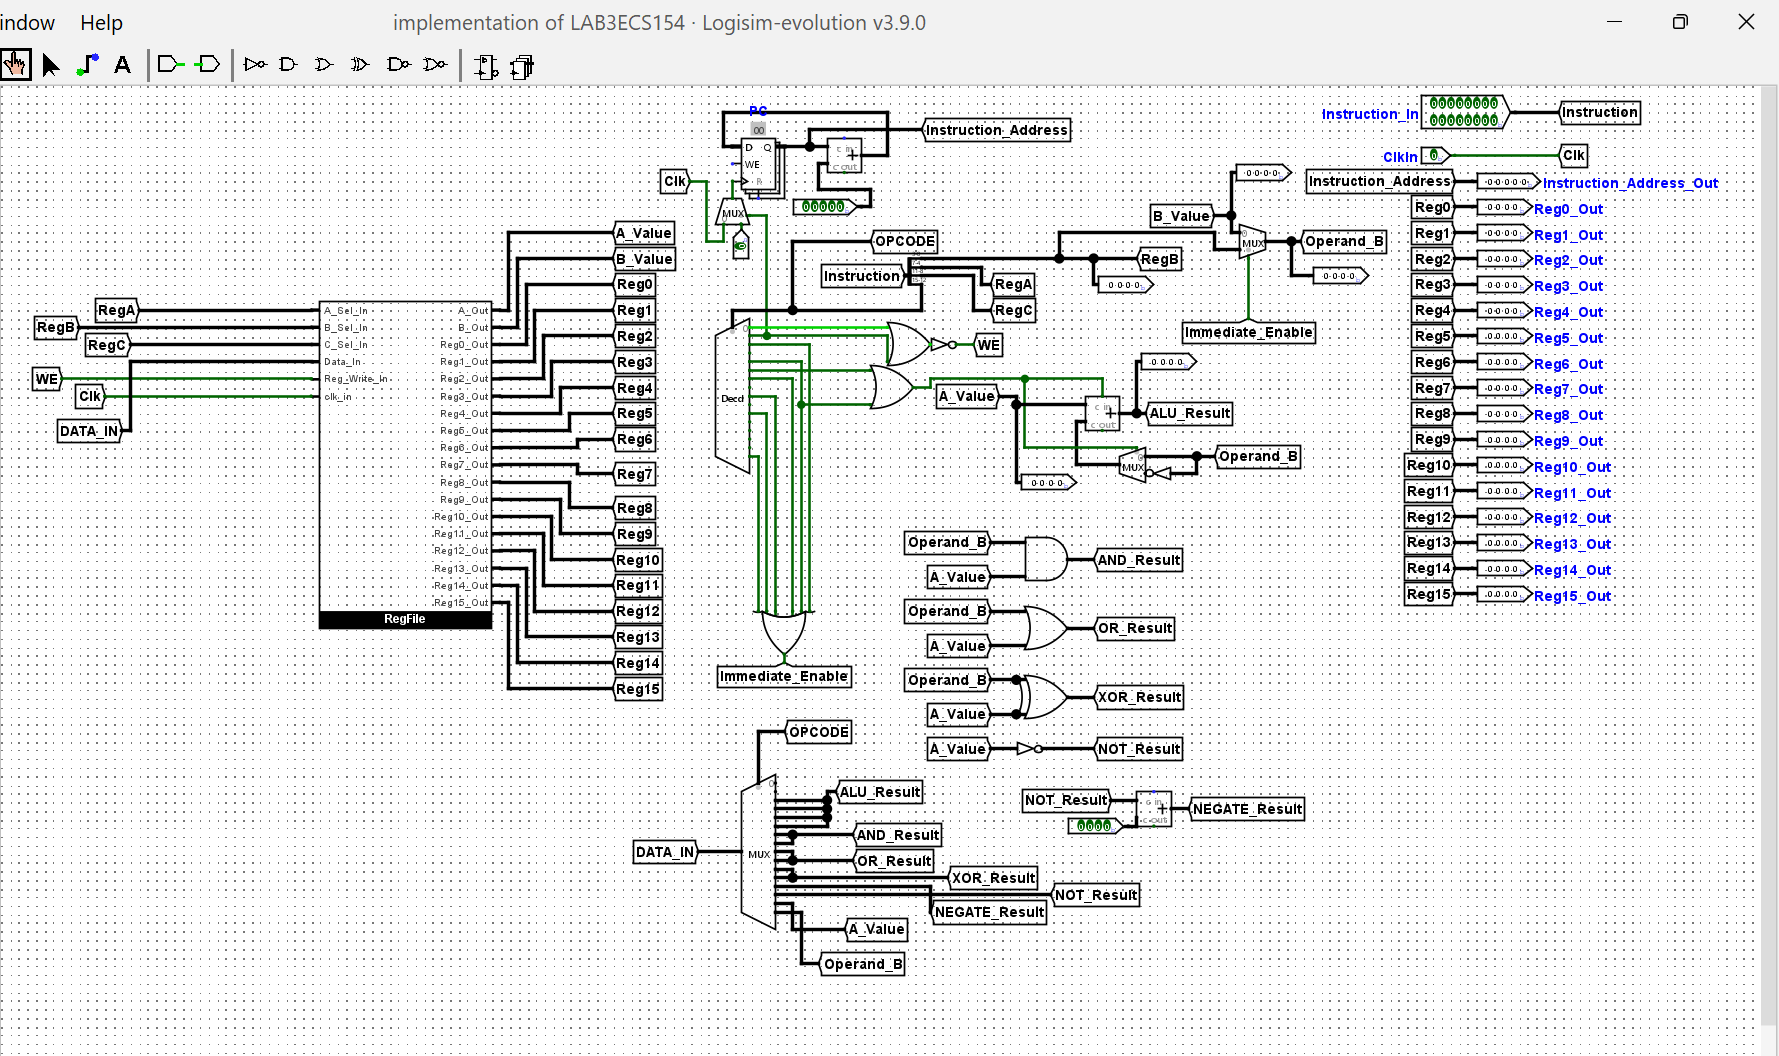 indow Help implementation of LAB3ECS154 · Logisim-evolution v3.9.0
A
PC
00
D Q
WE
R
c in
+
c out
Instruction_Address
Clk
MUX
0
00000
Instruction_In
00000000
00000000
Instruction
ClkIn 0 Clk
Instruction_Address Instruction_Address_Out
Reg0 Reg0_Out
Reg1 Reg1_Out
Reg2 Reg2_Out
Reg3 Reg3_Out
Reg4 Reg4_Out
Reg5 Reg5_Out
Reg6 Reg6_Out
Reg7 Reg7_Out
Reg8 Reg8_Out
Reg9 Reg9_Out
Reg10 Reg10_Out
Reg11 Reg11_Out
Reg12 Reg12_Out
Reg13 Reg13_Out
Reg14 Reg14_Out
Reg15 Reg15_Out
B_Value
MUX
Operand_B
Immediate_Enable
OPCODE
Instruction
RegB
RegA
RegC
RegA
RegB
RegC
WE
Clk
DATA_IN
A_Sel_In
B_Sel_In
C_Sel_In
Data_In
Reg_Write_In
clk_in
A_Out
B_Out
Reg0_Out
Reg1_Out
Reg2_Out
Reg3_Out
Reg4_Out
Reg5_Out
Reg6_Out
Reg7_Out
Reg8_Out
Reg9_Out
Reg10_Out
Reg11_Out
Reg12_Out
Reg13_Out
Reg14_Out
Reg15_Out
RegFile
A_Value
B_Value
Reg0
Reg1
Reg2
Reg3
Reg4
Reg5
Reg6
Reg7
Reg8
Reg9
Reg10
Reg11
Reg12
Reg13
Reg14
Reg15
Decd
WE
Immediate_Enable
A_Value
c in
+
c out
ALU_Result
MUX
Operand_B
Operand_B
A_Value
AND_Result
Operand_B
A_Value
OR_Result
Operand_B
A_Value
XOR_Result
A_Value
NOT_Result
NOT_Result
0000
c in
+
c out
NEGATE_Result
OPCODE
DATA_IN
MUX
ALU_Result
AND_Result
OR_Result
XOR_Result
NOT_Result
NEGATE_Result
A_Value
Operand_B